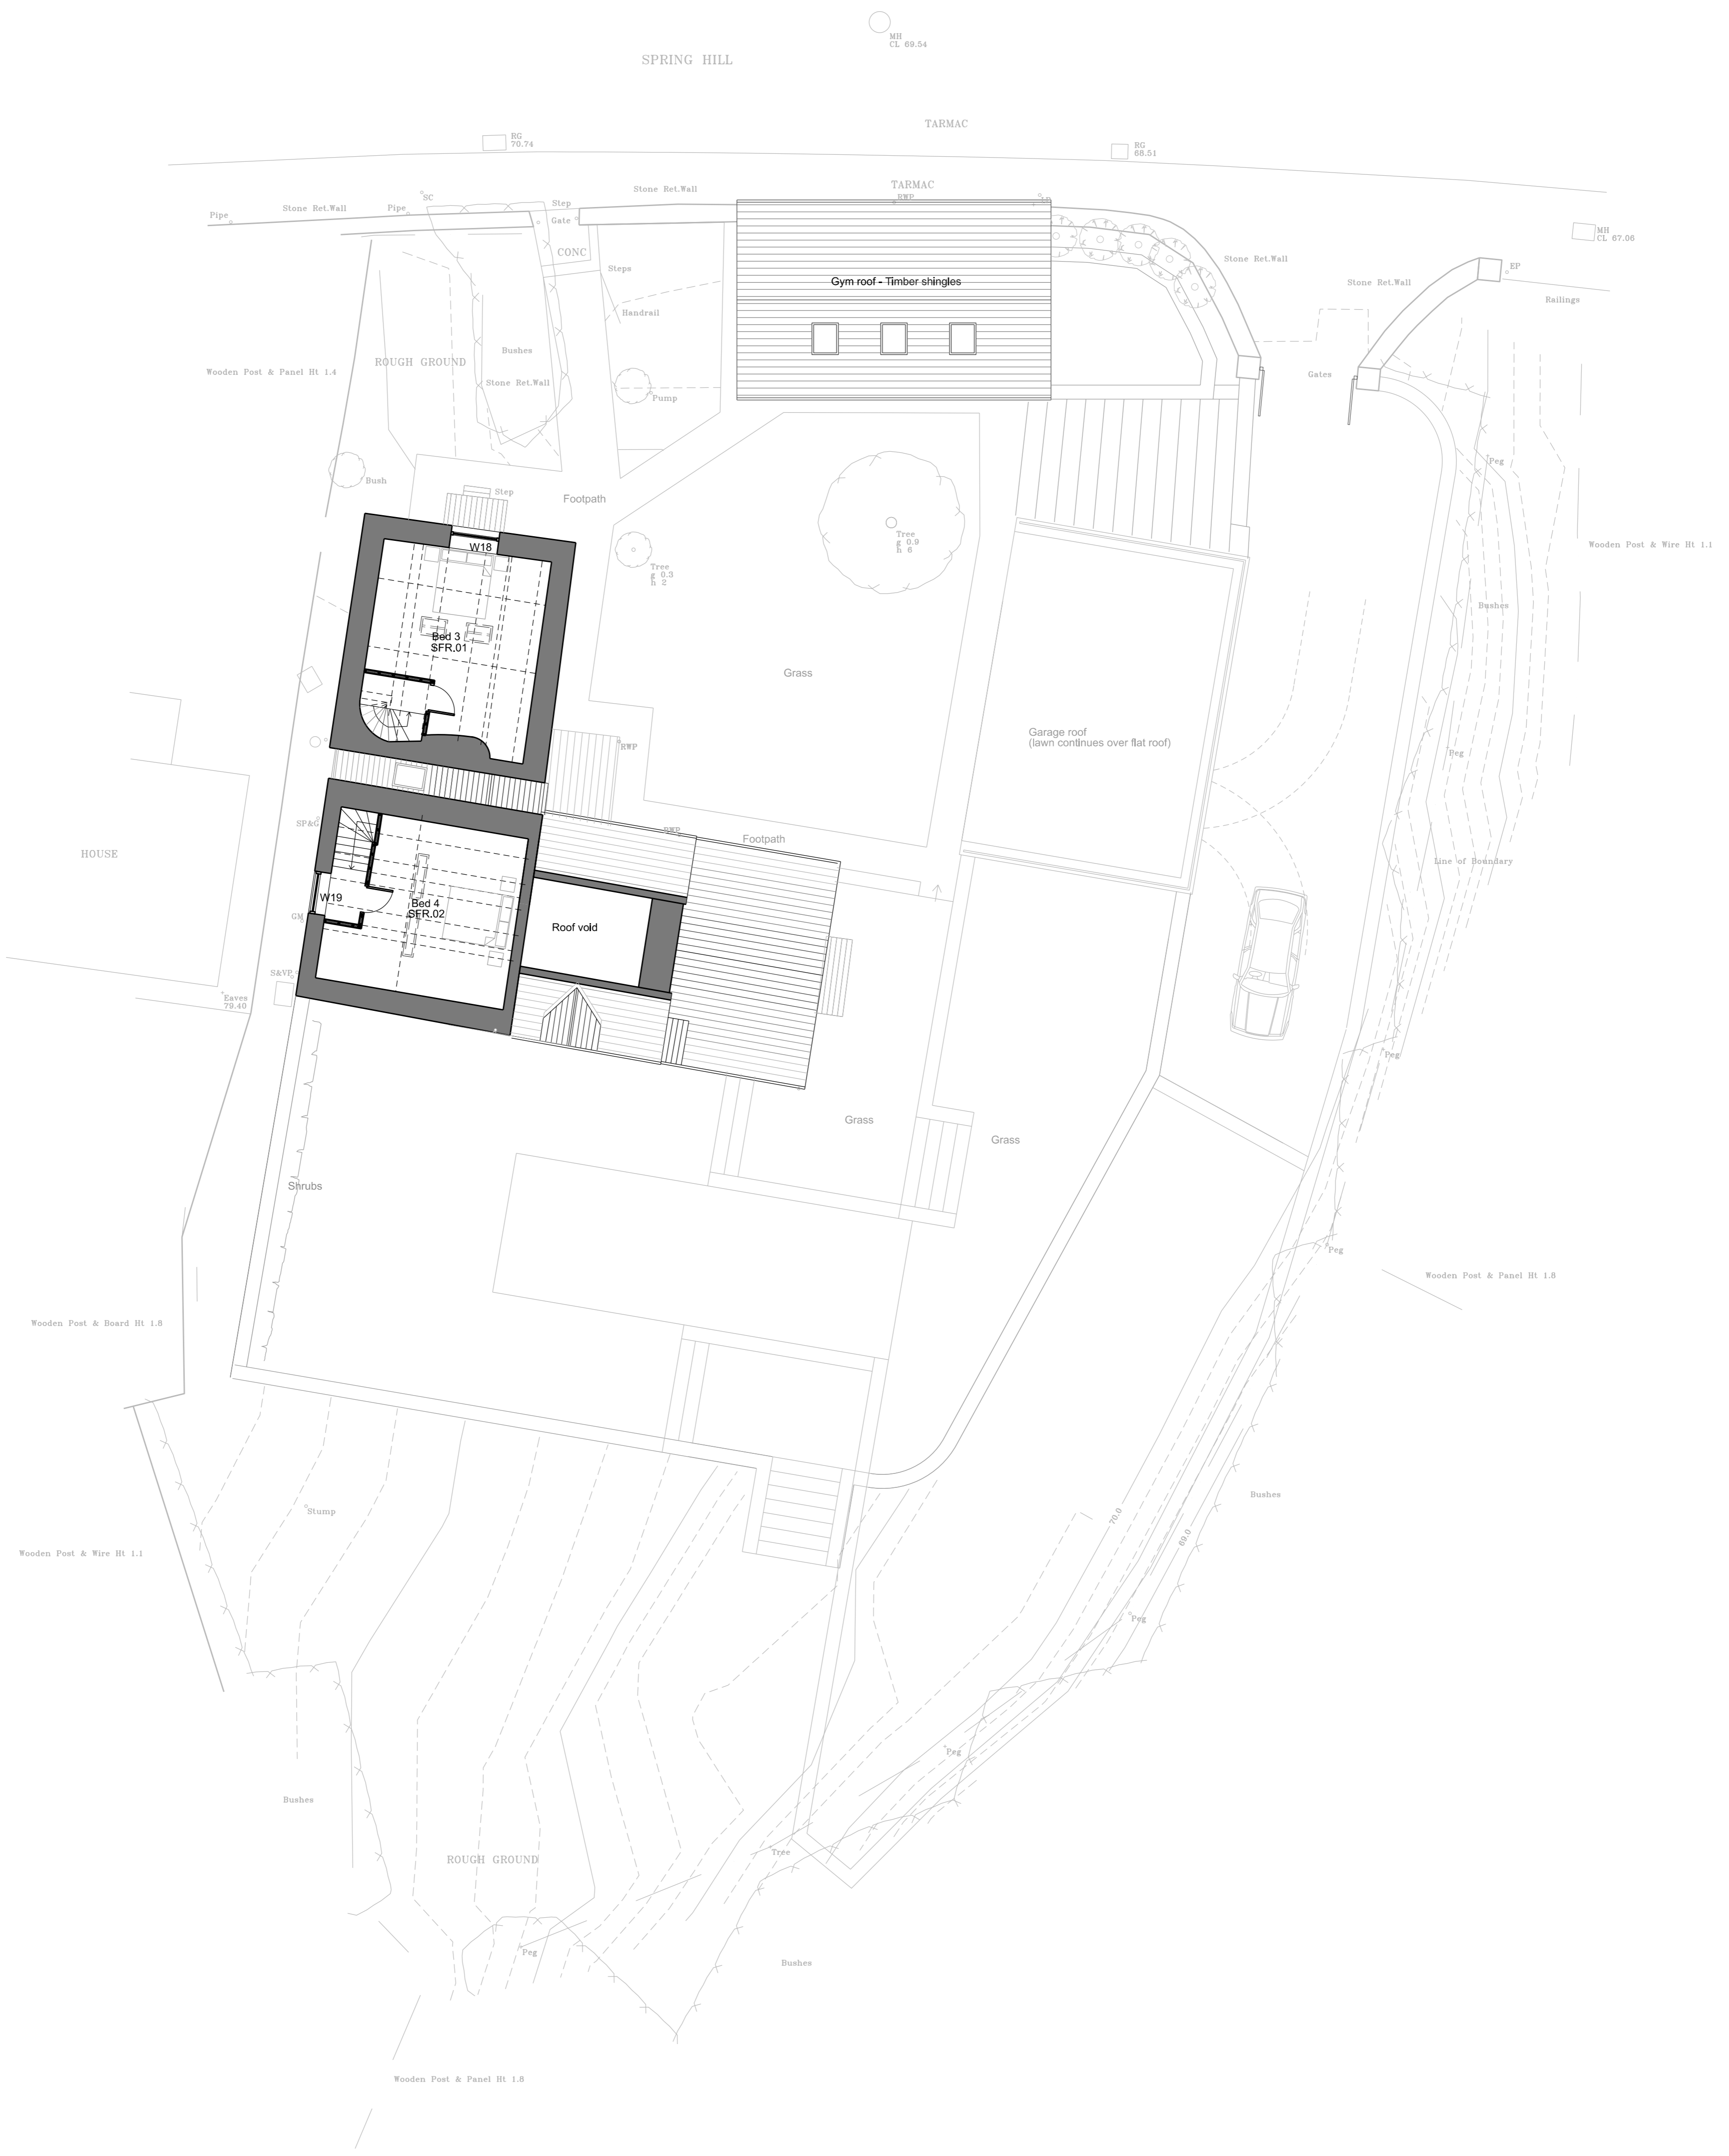 MH
CL 69.54
SPRING HILL
TARMAC
RG
70.74
RG
68.51
TARMAC
RWP
Stone Ret.Wall
SC
Step
Stone Ret.Wall
Pipe
Pipe
Gate
MH
CL 67.06
CONC
Stone Ret.Wall
Steps
EP
Stone Ret.Wall
Railings
Gym roof - Timber shingles
Handrail
Bushes
ROUGH GROUND
Wooden Post & Panel Ht 1.4
Stone Ret.Wall
Gates
Pump
Peg
Bush
Step
Footpath
Tree
g 0.9
h 6
W18
Wooden Post & Wire Ht 1.1
Tree
g 0.3
h 2
Bushes
Bed 3
SFR.01
Grass
Garage roof
(lawn continues over flat roof)
RWP
Peg
SP&G
RWP
Footpath
HOUSE
Line of Boundary
W19
Bed 4
SFR.02
GM
Roof void
S&VP
Eaves
79.40
Peg
Grass
Grass
Shrubs
Peg
Wooden Post & Panel Ht 1.8
Wooden Post & Board Ht 1.8
Bushes
Stump
70.0
69.0
Wooden Post & Wire Ht 1.1
Peg
Peg
Bushes
Tree
ROUGH GROUND
Peg
Bushes
Wooden Post & Panel Ht 1.8